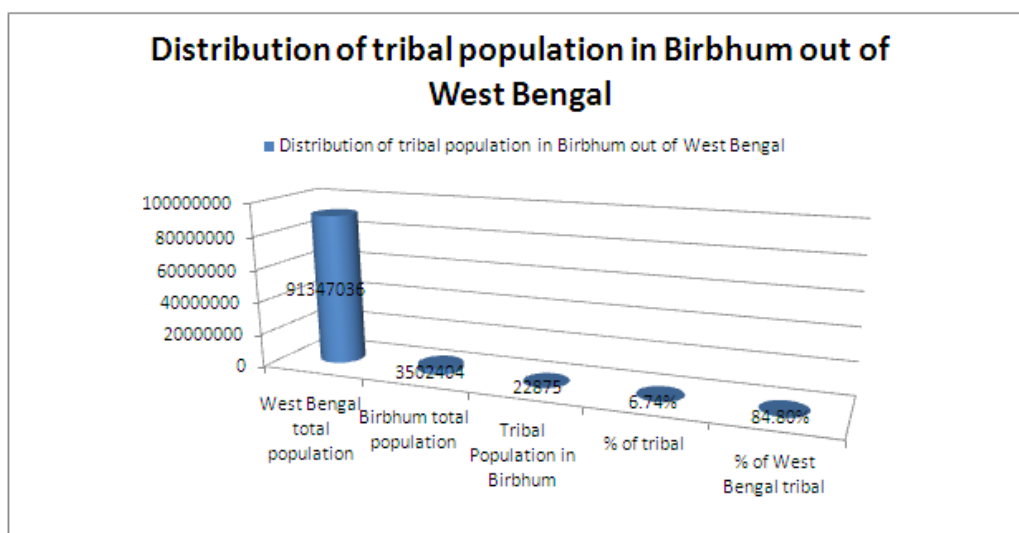 Distribution of tribal population in Birbhum out of
West Bengal
Distribution of tribal population in Birbhum out of West Bengal
100000000
80000000
60000000
40000000
20000000
0
91347036
3502404
22875
6.74%
84.80%
West Bengal
total
population
Birbhum total
population
Tribal
Population in
Birbhum
% of tribal
% of West
Bengal tribal